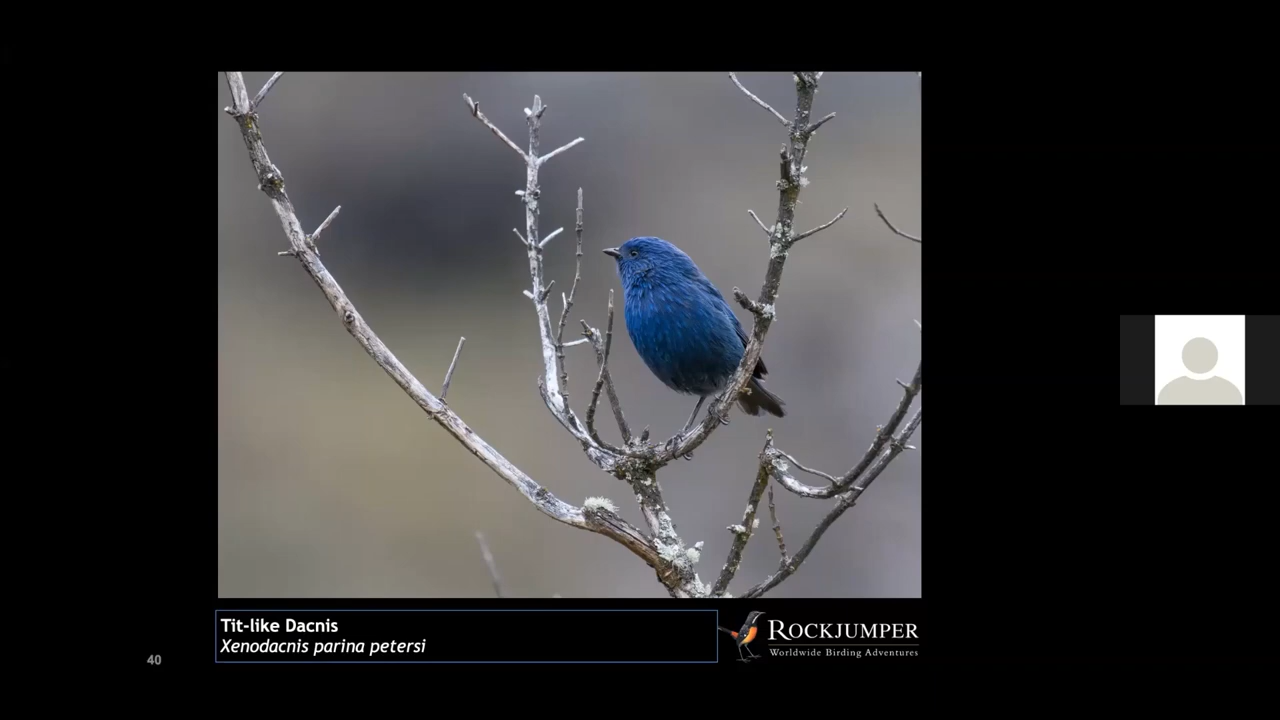 Tit-like Dacnis
Xenodacnis parina petersi
ROCKJUMPER
Worldwide Birding Adventures
40